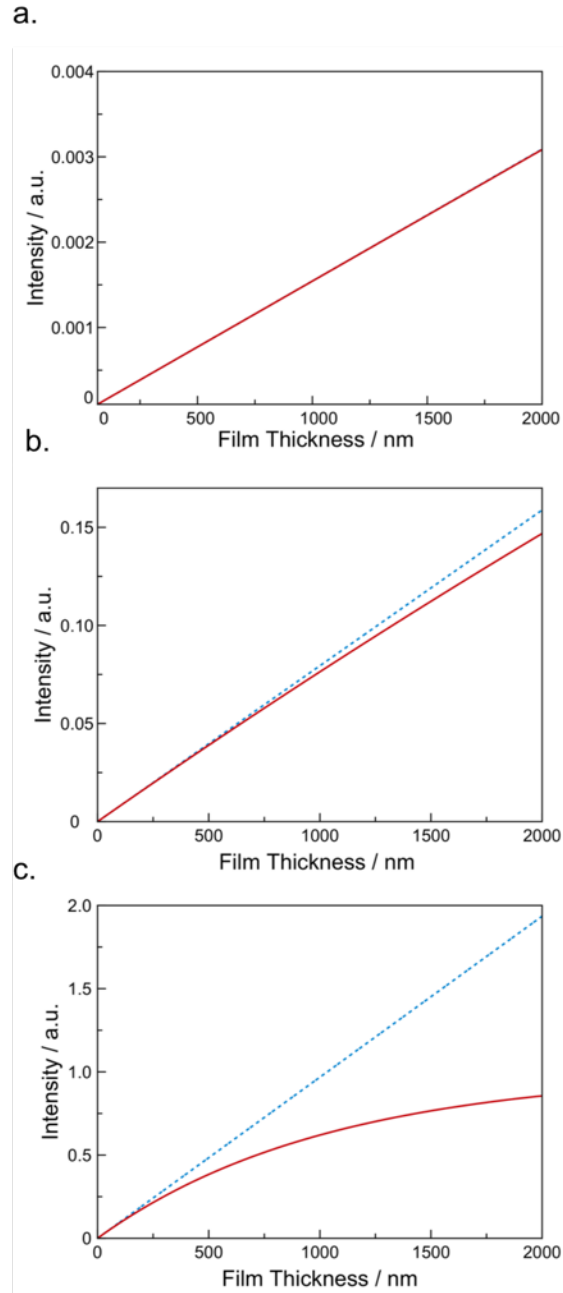 a.
0.004
0.003
0.002
0.001
0
Intensity / a.u.
0 500 1000 1500 2000
Film Thickness / nm
b.
0.15
0.10
0.05
0
Intensity / a.u.
0 500 1000 1500 2000
Film Thickness / nm
c.
2.0
1.5
1.0
0.5
0
Intensity / a.u.
0 500 1000 1500 2000
Film Thickness / nm